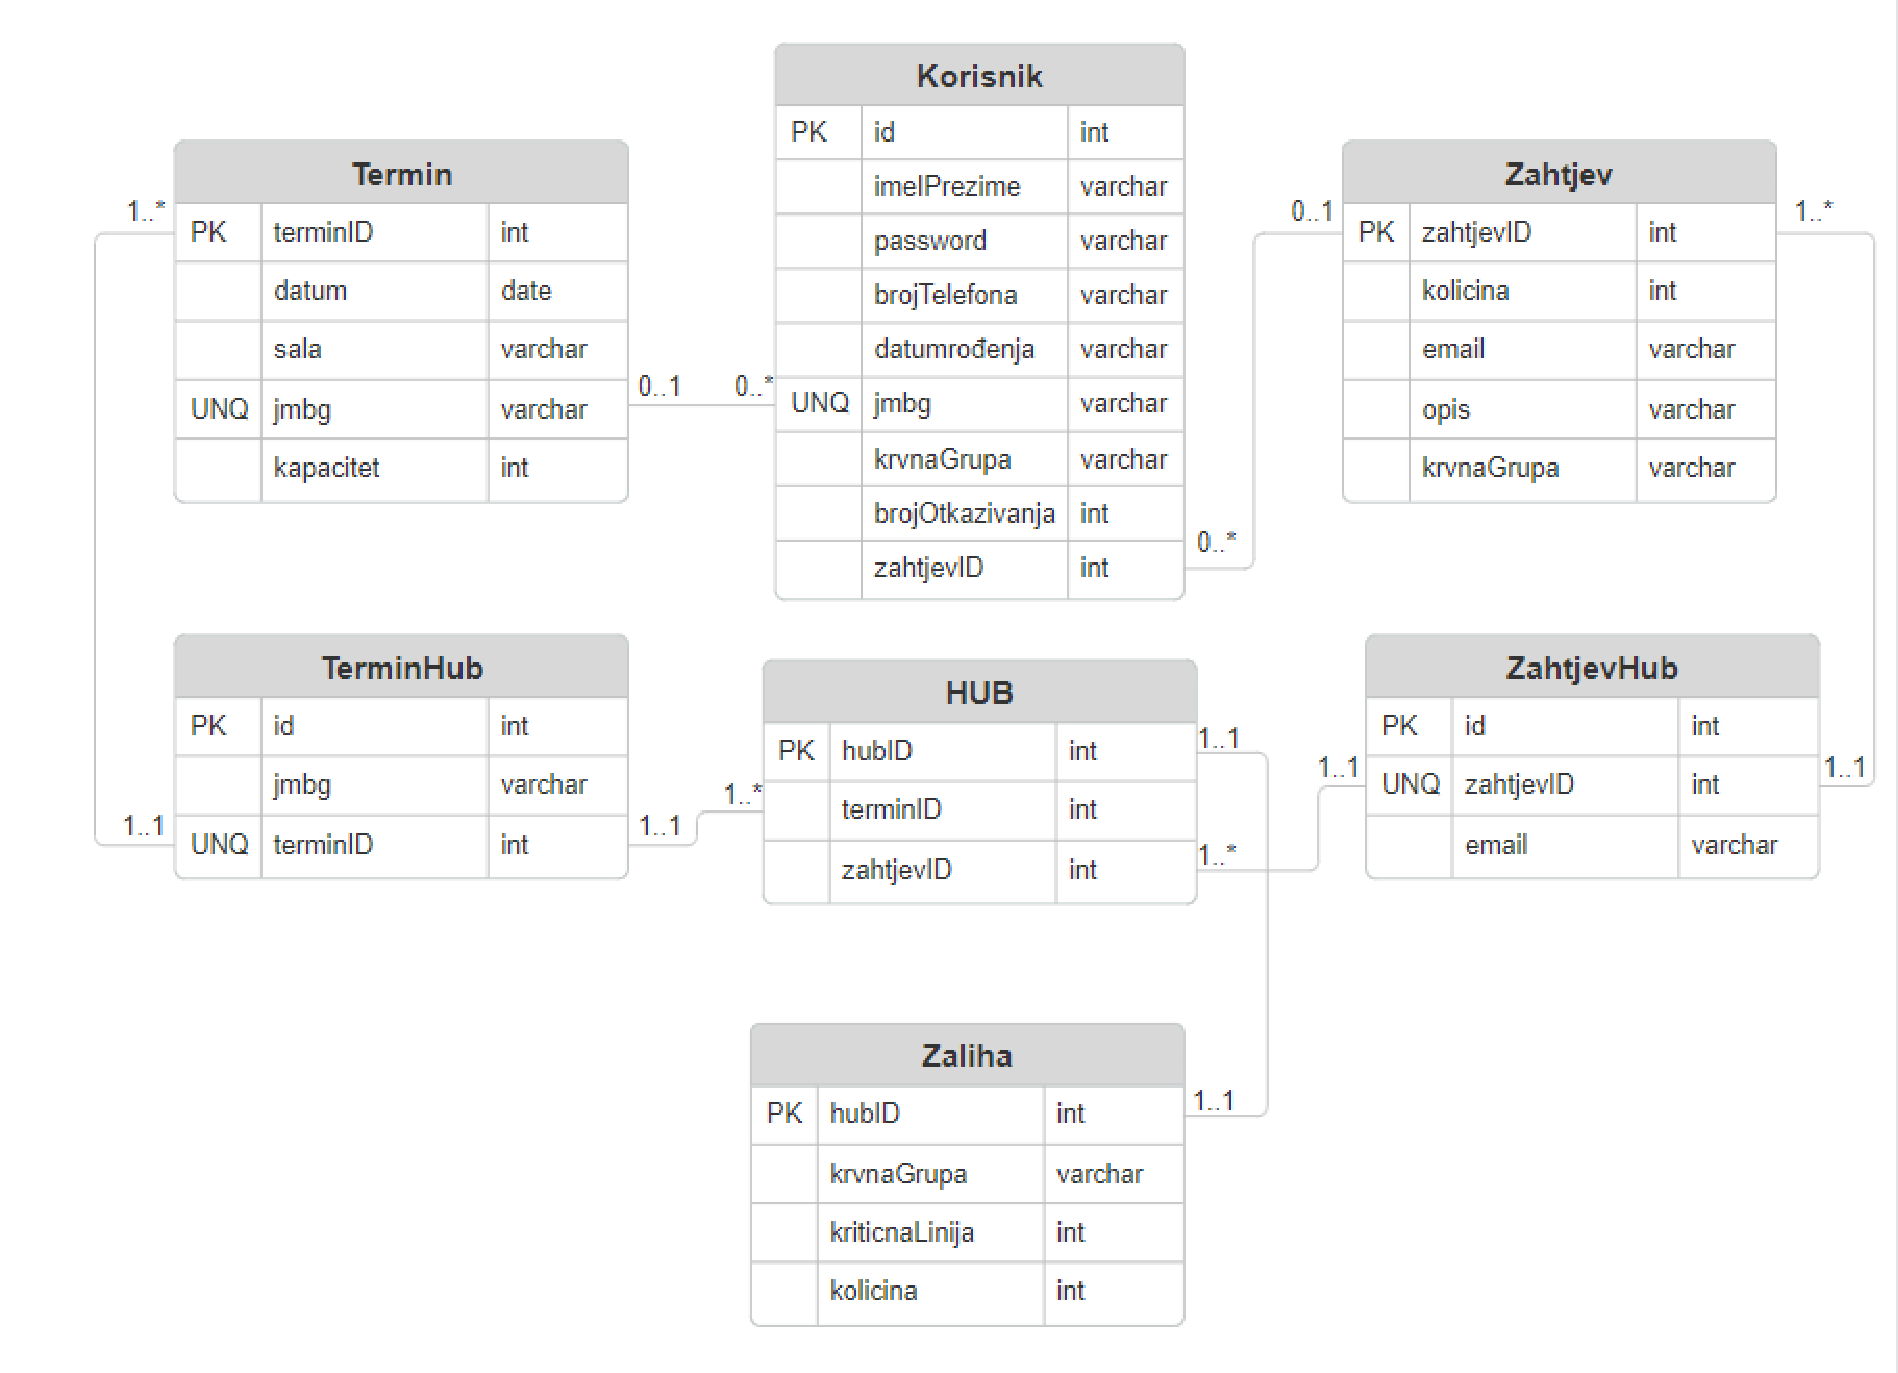 Korisnik
PK id int
imeIPrezime varchar
password varchar
brojTelefona varchar
datumrođenja varchar
UNQ jmbg varchar
krvnaGrupa varchar
brojOtkazivanja int
zahtjevID int
0..*
Termin
1..*
PK terminID int
datum date
sala varchar
UNQ jmbg varchar
kapacitet int
0..1 0..*
Zahtjev
0..1
1..*
PK zahtjevID int
kolicina int
email varchar
opis varchar
krvnaGrupa varchar
TerminHub
PK id int
jmbg varchar
1..1
UNQ terminID int
1..1
HUB
PK hubID int
1..1
1..*
terminID int
1..*
zahtjevID int
ZahtjevHub
PK id int
1..1
UNQ zahtjevID int
1..1
email varchar
Zaliha
PK hubID int
1..1
krvnaGrupa varchar
kriticnaLinija int
kolicina int